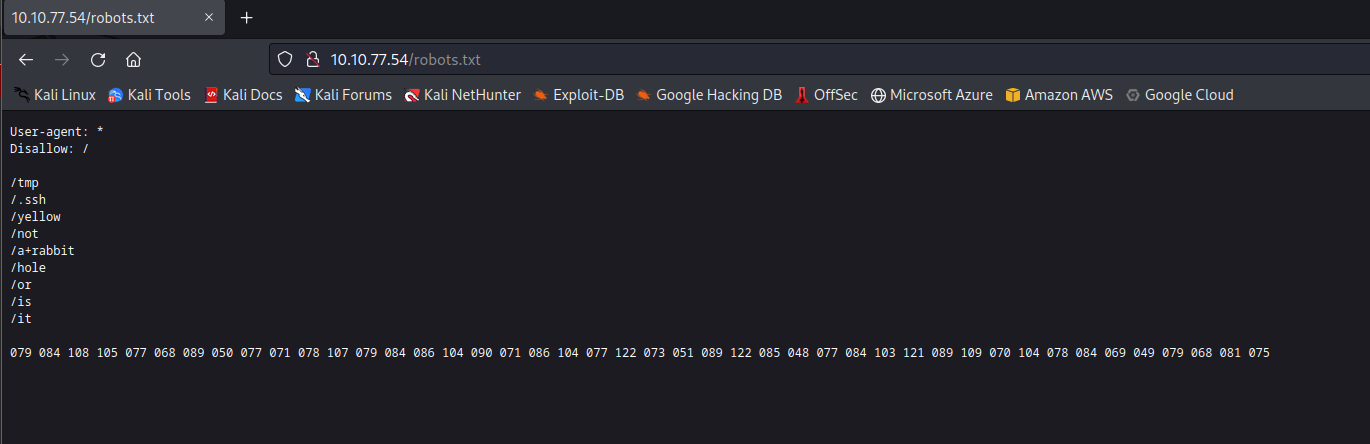 10.10.77.54/robots.txt
10.10.77.54/robots.txt
Kali Linux Kali Tools Kali Docs Kali Forums Kali NetHunter Exploit-DB Google Hacking DB OffSec Microsoft Azure Amazon AWS Google Cloud
User-agent: *
Disallow: /
/tmp
/.ssh
/yellow
/not
/a+rabbit
/hole
/or
/is
/it
079 084 108 105 077 068 089 050 077 071 078 107 079 084 086 104 090 071 086 104 077 122 073 051 089 122 085 048 077 084 103 121 089 109 070 104 078 084 069 049 079 068 081 075